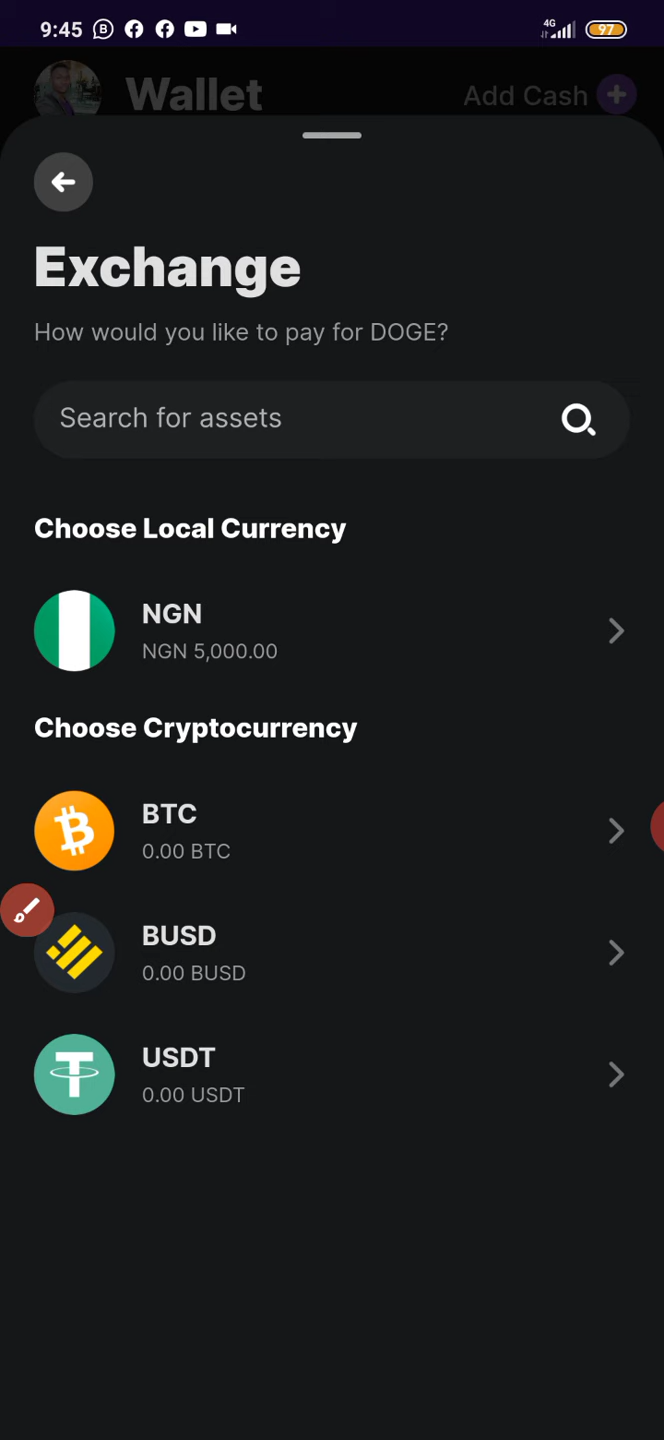 9:45
4G
97
Wallet
Add Cash
Exchange
How would you like to pay for DOGE?
Search for assets
Choose Local Currency
NGN
NGN 5,000.00
Choose Cryptocurrency
BTC
0.00 BTC
BUSD
0.00 BUSD
USDT
0.00 USDT